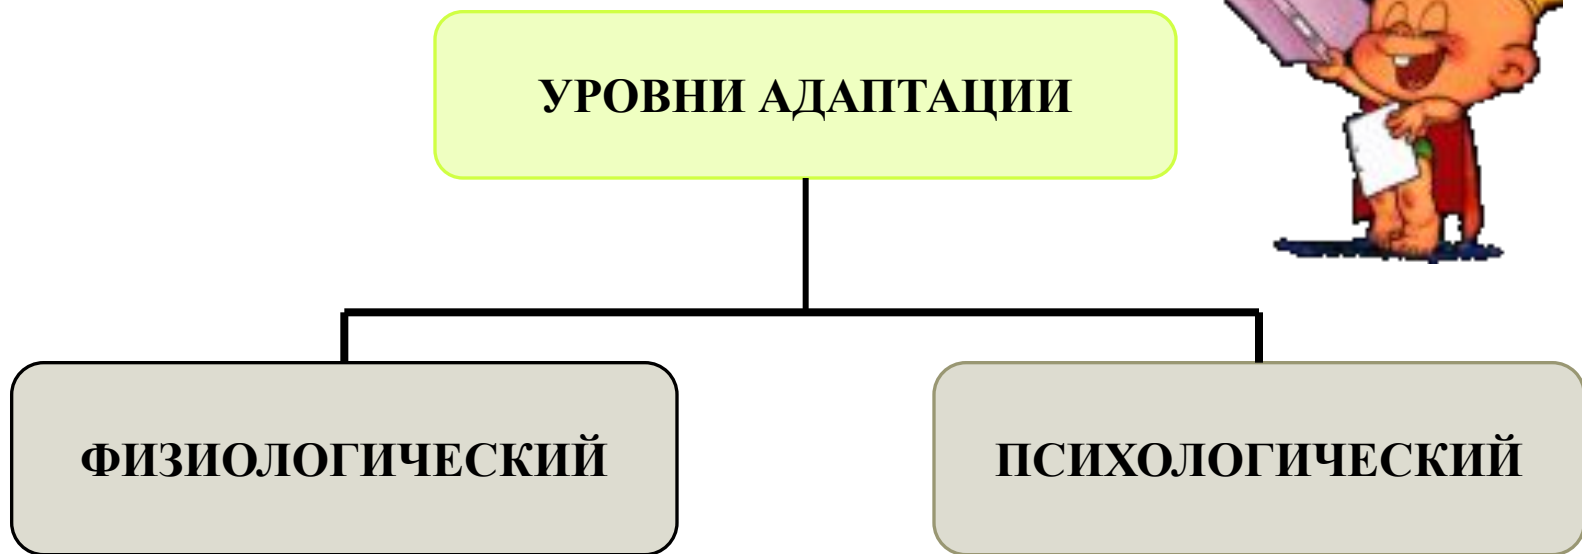 УРОВНИ АДАПТАЦИИ
ФИЗИОЛОГИЧЕСКИЙ
ПСИХОЛОГИЧЕСКИЙ